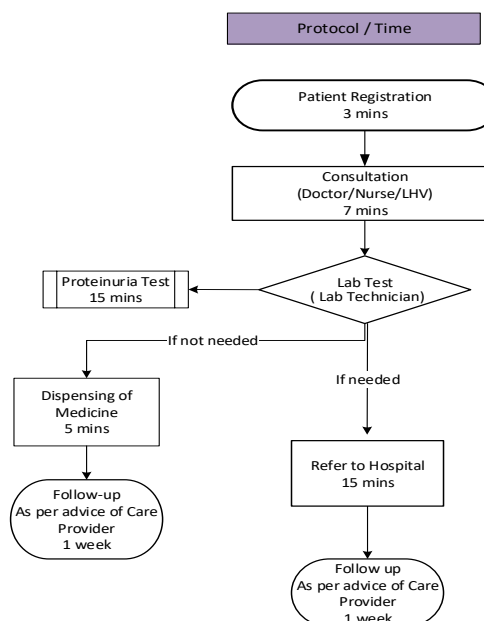 Protocol / Time
Patient Registration
3 mins
Consultation
(Doctor/Nurse/LHV)
7 mins
Proteinuria Test
15 mins
Lab Test
( Lab Technician)
If not needed
If needed
Dispensing of
Medicine
5 mins
Refer to Hospital
15 mins
Follow-up
As per advice of Care
Provider
1 week
Follow up
As per advice of Care
Provider
1 week